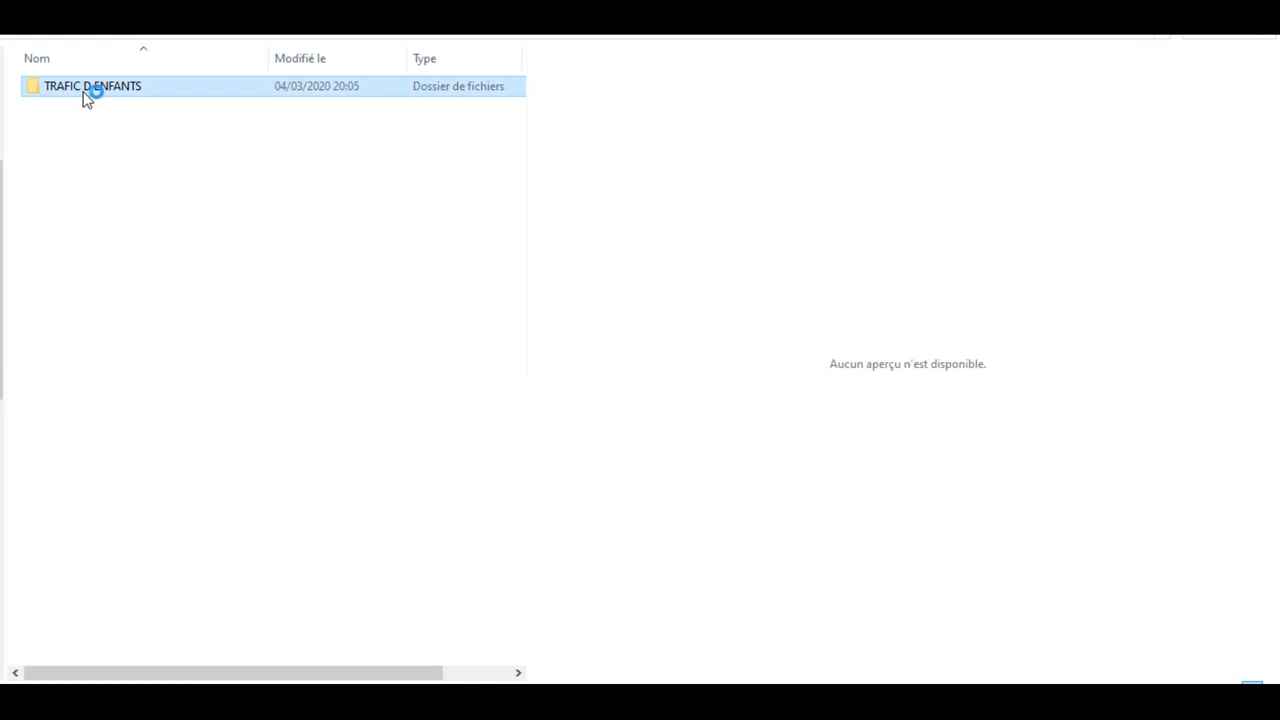 Nom Modifié le Type
TRAFIC D ENFANTS 04/03/2020 20:05 Dossier de fichiers
Aucun aperçu n'est disponible.